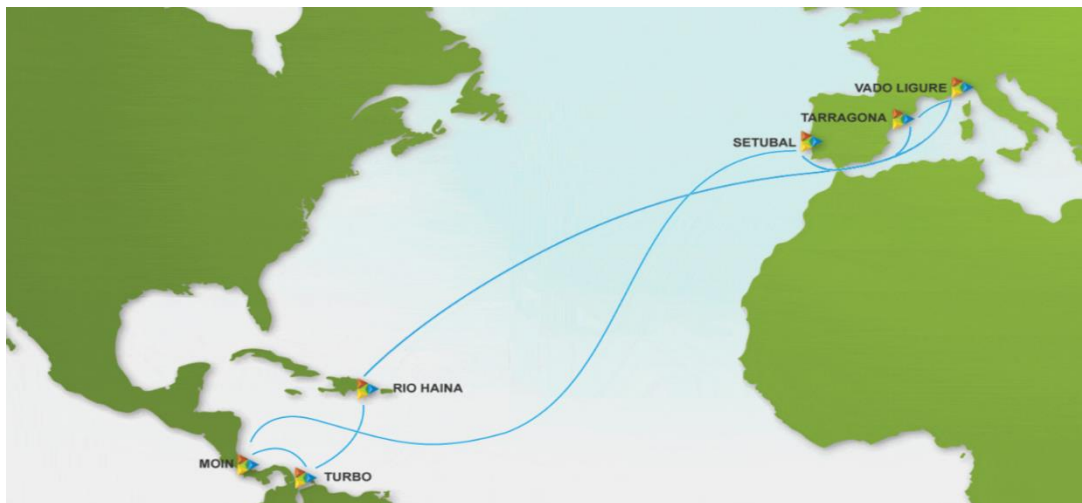 VADO LIGURE
TARRAGONA
SETUBAL
RIO HAINA
MOIN
TURBO